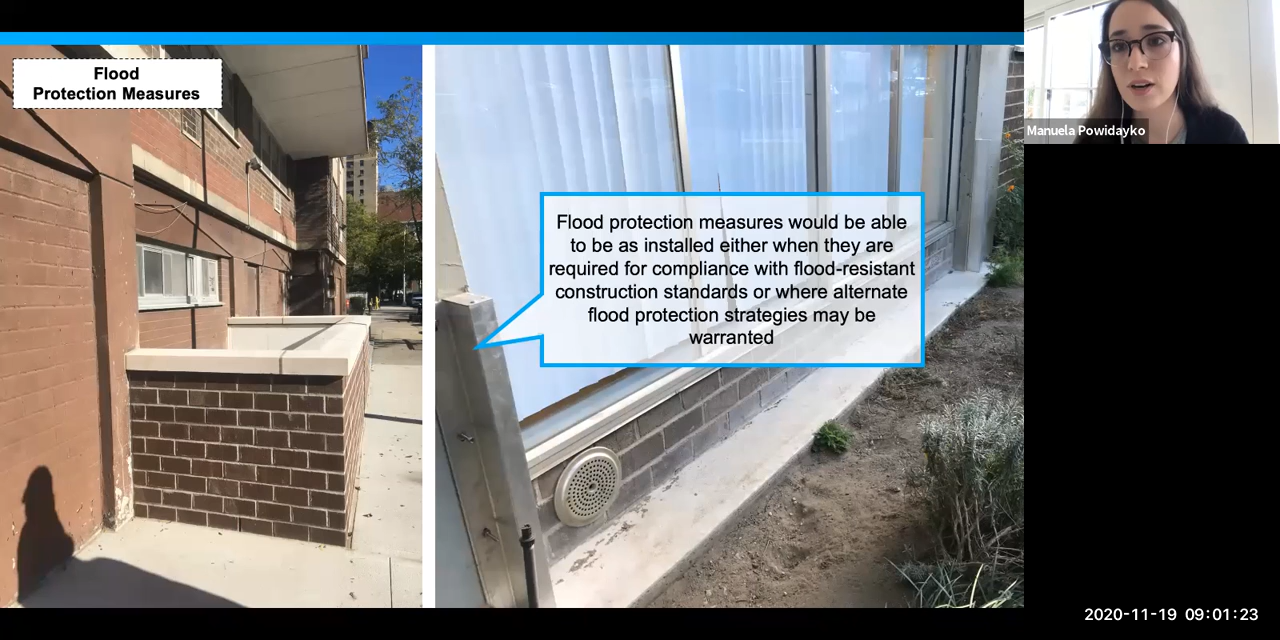 Flood
Protection Measures
Flood protection measures would be able
to be as installed either when they are
required for compliance with flood-resistant
construction standards or where alternate
flood protection strategies may be
warranted
Manuela Powidayko
2020-11-19 09:01:23